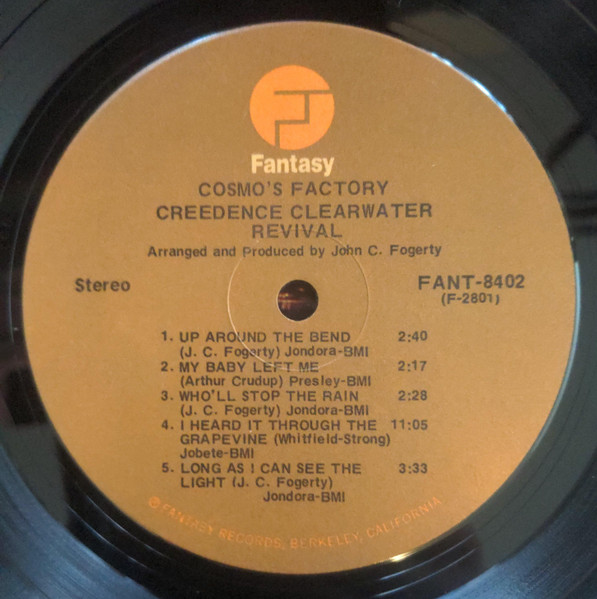 Fantasy
COSMO'S FACTORY
CREEDENCE CLEARWATER
REVIVAL
Arranged and Produced by John C. Fogerty
Stereo
FANT-8402
(F-2801)
1. UP AROUND THE BEND 2:40
(J. C. Fogerty) Jondora-BMI
2. MY BABY LEFT ME 2:17
(Arthur Crudup) Presley-BMI
3. WHO'LL STOP THE RAIN 2:28
(J. C. Fogerty) Jondora-BMI
4. I HEARD IT THROUGH THE 11:05
GRAPEVINE (Whitfield-Strong)
Jobete-BMI
5. LONG AS I CAN SEE THE 3:33
LIGHT (J. C. Fogerty)
Jondora-BMI
℗ FANTASY RECORDS, BERKELEY, CALIFORNIA